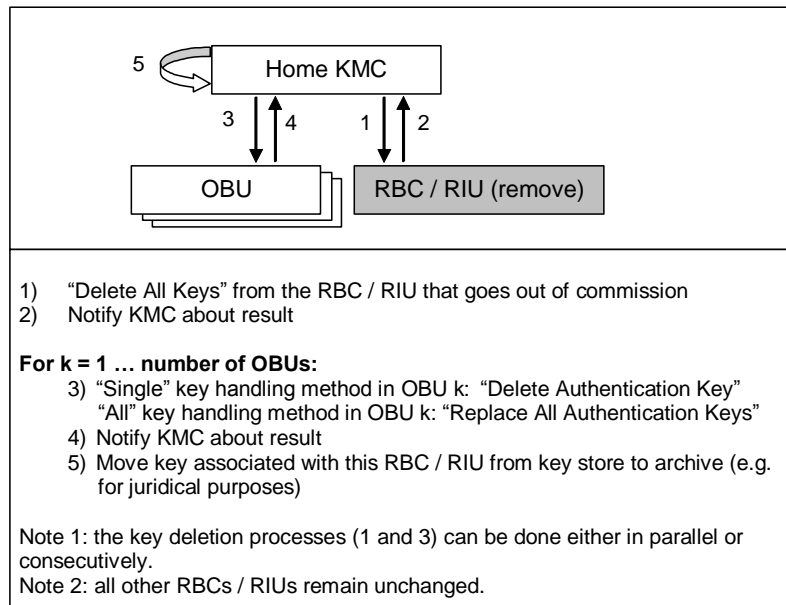 5
Home KMC
3
4
1
2
OBU
RBC / RIU (remove)
1) “Delete All Keys” from the RBC / RIU that goes out of commission
2) Notify KMC about result
For k = 1 … number of OBUs:
3) “Single” key handling method in OBU k: “Delete Authentication Key”
“All” key handling method in OBU k: “Replace All Authentication Keys”
4) Notify KMC about result
5) Move key associated with this RBC / RIU from key store to archive (e.g.
for juridical purposes)
Note 1: the key deletion processes (1 and 3) can be done either in parallel or
consecutively.
Note 2: all other RBCs / RIUs remain unchanged.